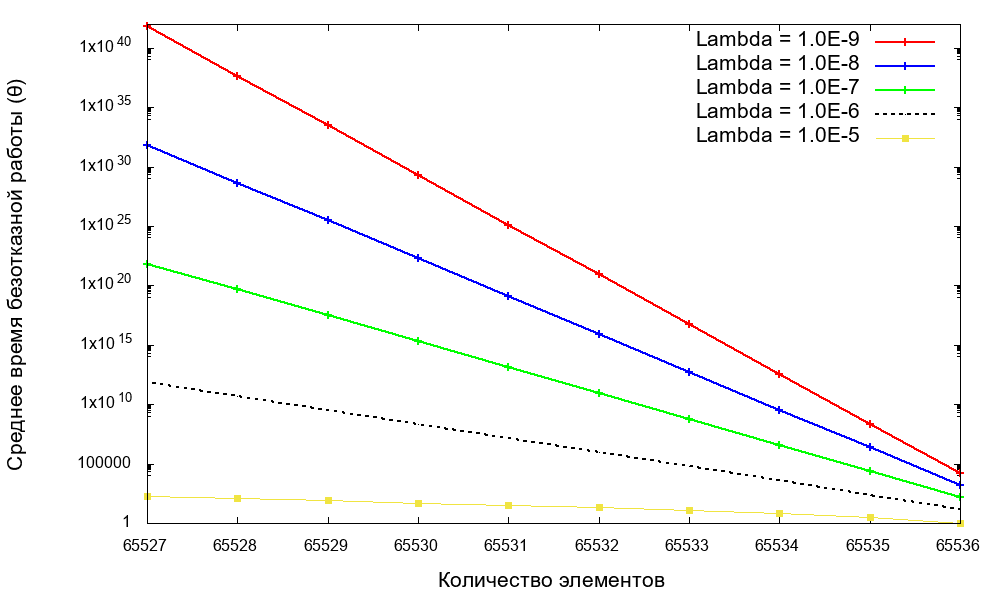 Lambda = 1.0E-9
Lambda = 1.0E-8
Lambda = 1.0E-7
Lambda = 1.0E-6
Lambda = 1.0E-5
Среднее время безотказной работы (θ)
1x10^40
1x10^35
1x10^30
1x10^25
1x10^20
1x10^15
1x10^10
100000
1
65527 65528 65529 65530 65531 65532 65533 65534 65535 65536
Количество элементов